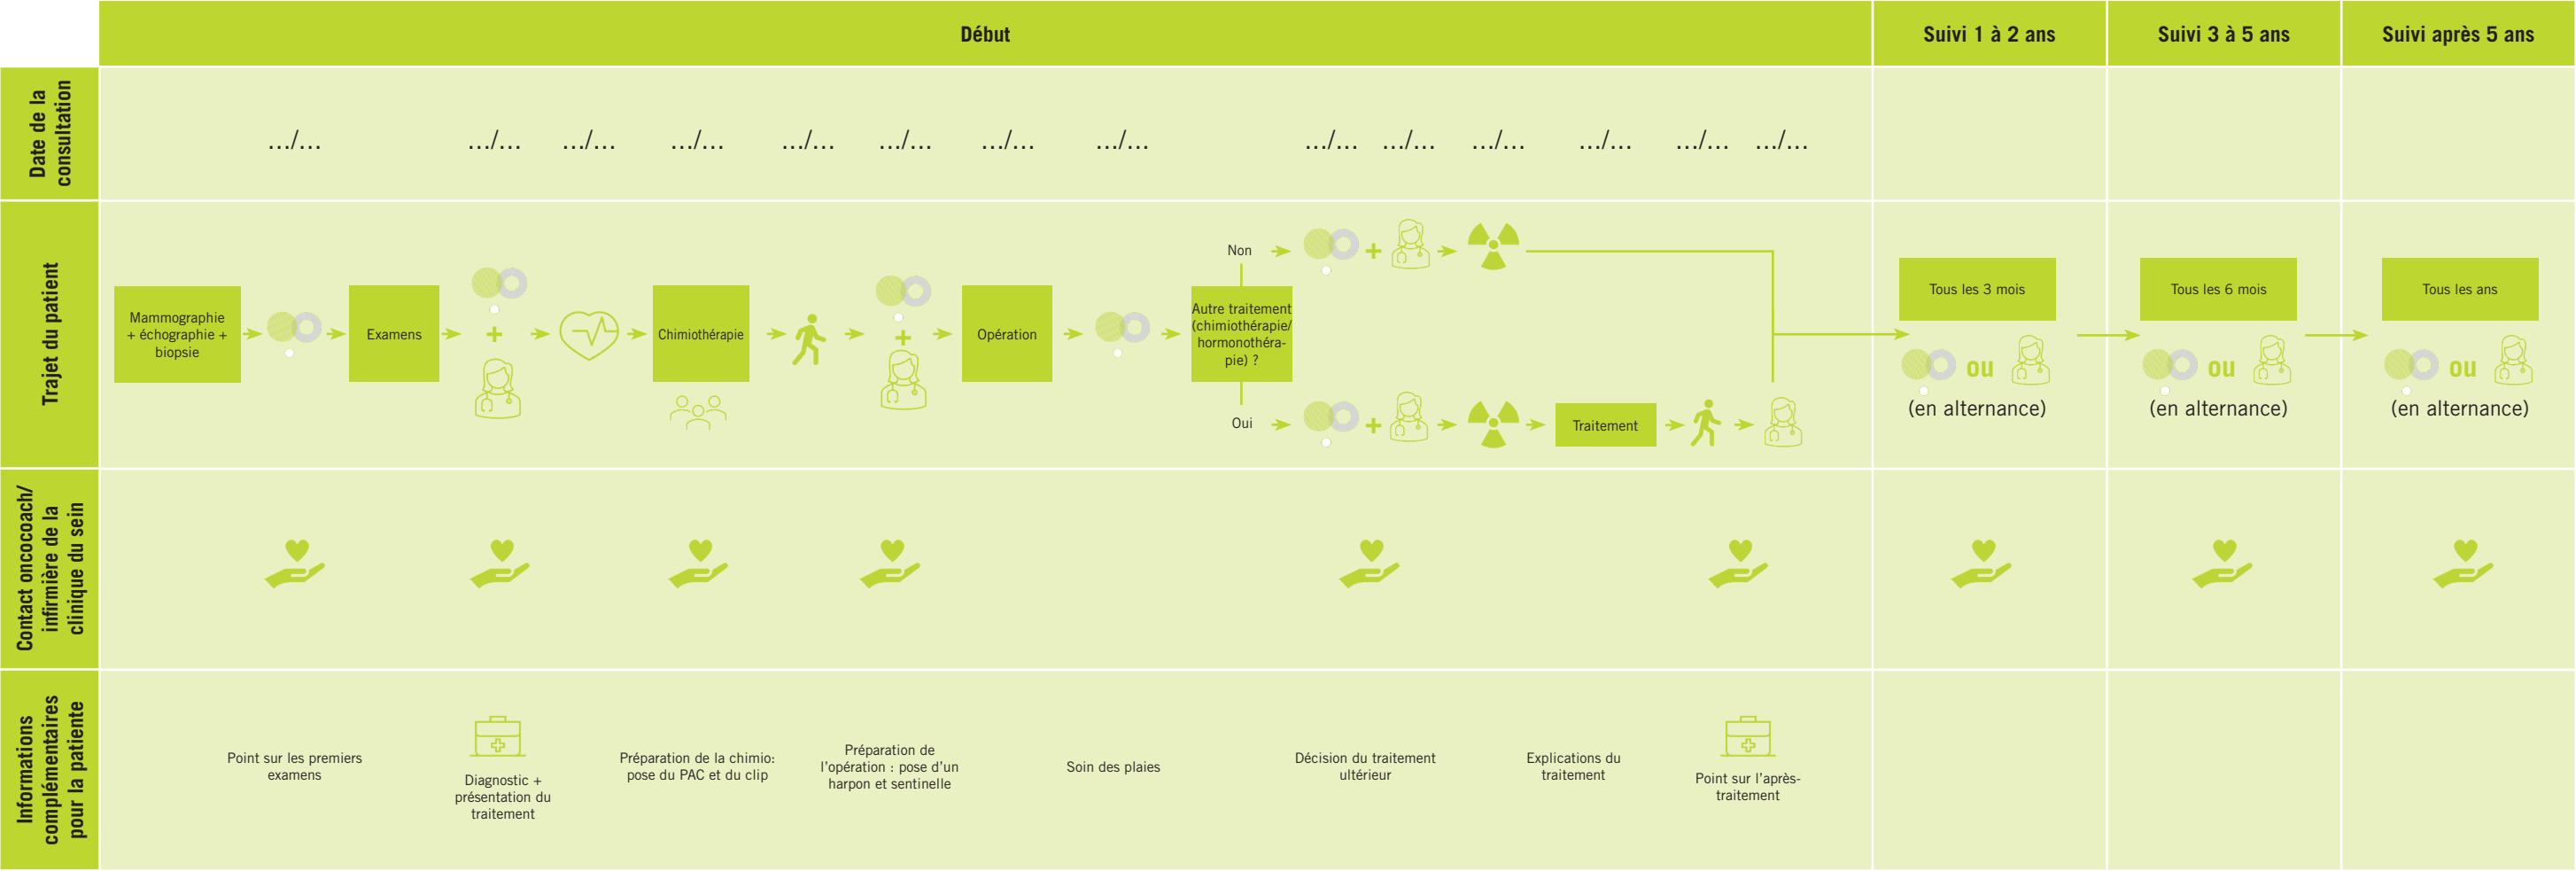 Début
Suivi 1 à 2 ans
Suivi 3 à 5 ans
Suivi après 5 ans
Date de la
consultation
.../...
.../...
.../...
.../...
.../...
.../...
.../...
.../...
.../...
.../...
.../...
.../...
.../...
.../...
Trajet du patient
Mammographie
+ échographie +
biopsie
Examens
+
Chimiothérapie
+
Opération
Autre traitement
(chimiothérapie/
hormonothéra-
pie) ?
Non
+
Oui
+
Traitement
Tous les 3 mois
ou
(en alternance)
Tous les 6 mois
ou
(en alternance)
Tous les ans
ou
(en alternance)
Contact oncocoach/
infirmière de la
clinique du sein
Informations
complémentaires
pour la patiente
Point sur les premiers
examens
Diagnostic +
présentation du
traitement
Préparation de la chimio:
pose du PAC et du clip
Préparation de
l'opération : pose d'un
harpon et sentinelle
Soin des plaies
Décision du traitement
ultérieur
Explications du
traitement
Point sur l'après-
traitement